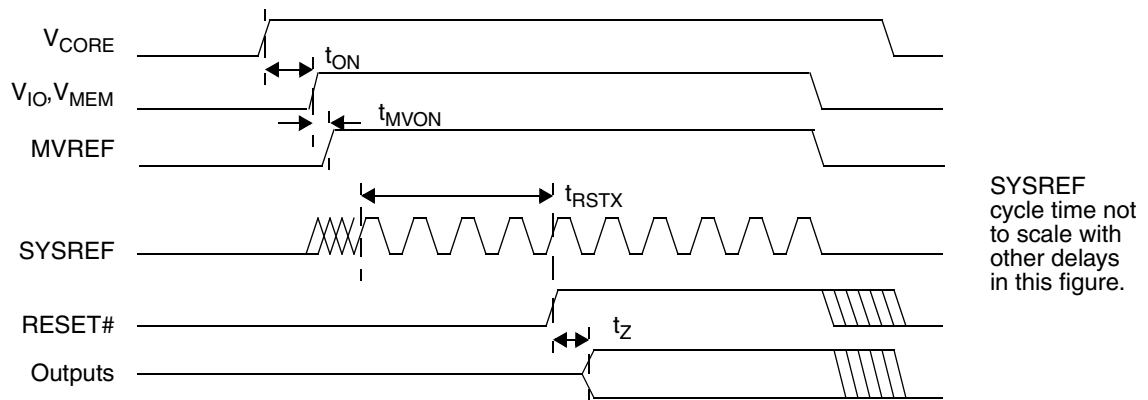 VCORE
tON
VIO,VMEM
tMVON
MVREF
tRSTX
SYSREF
SYSREF
cycle time not
to scale with
other delays
in this figure.
RESET#
tZ
Outputs